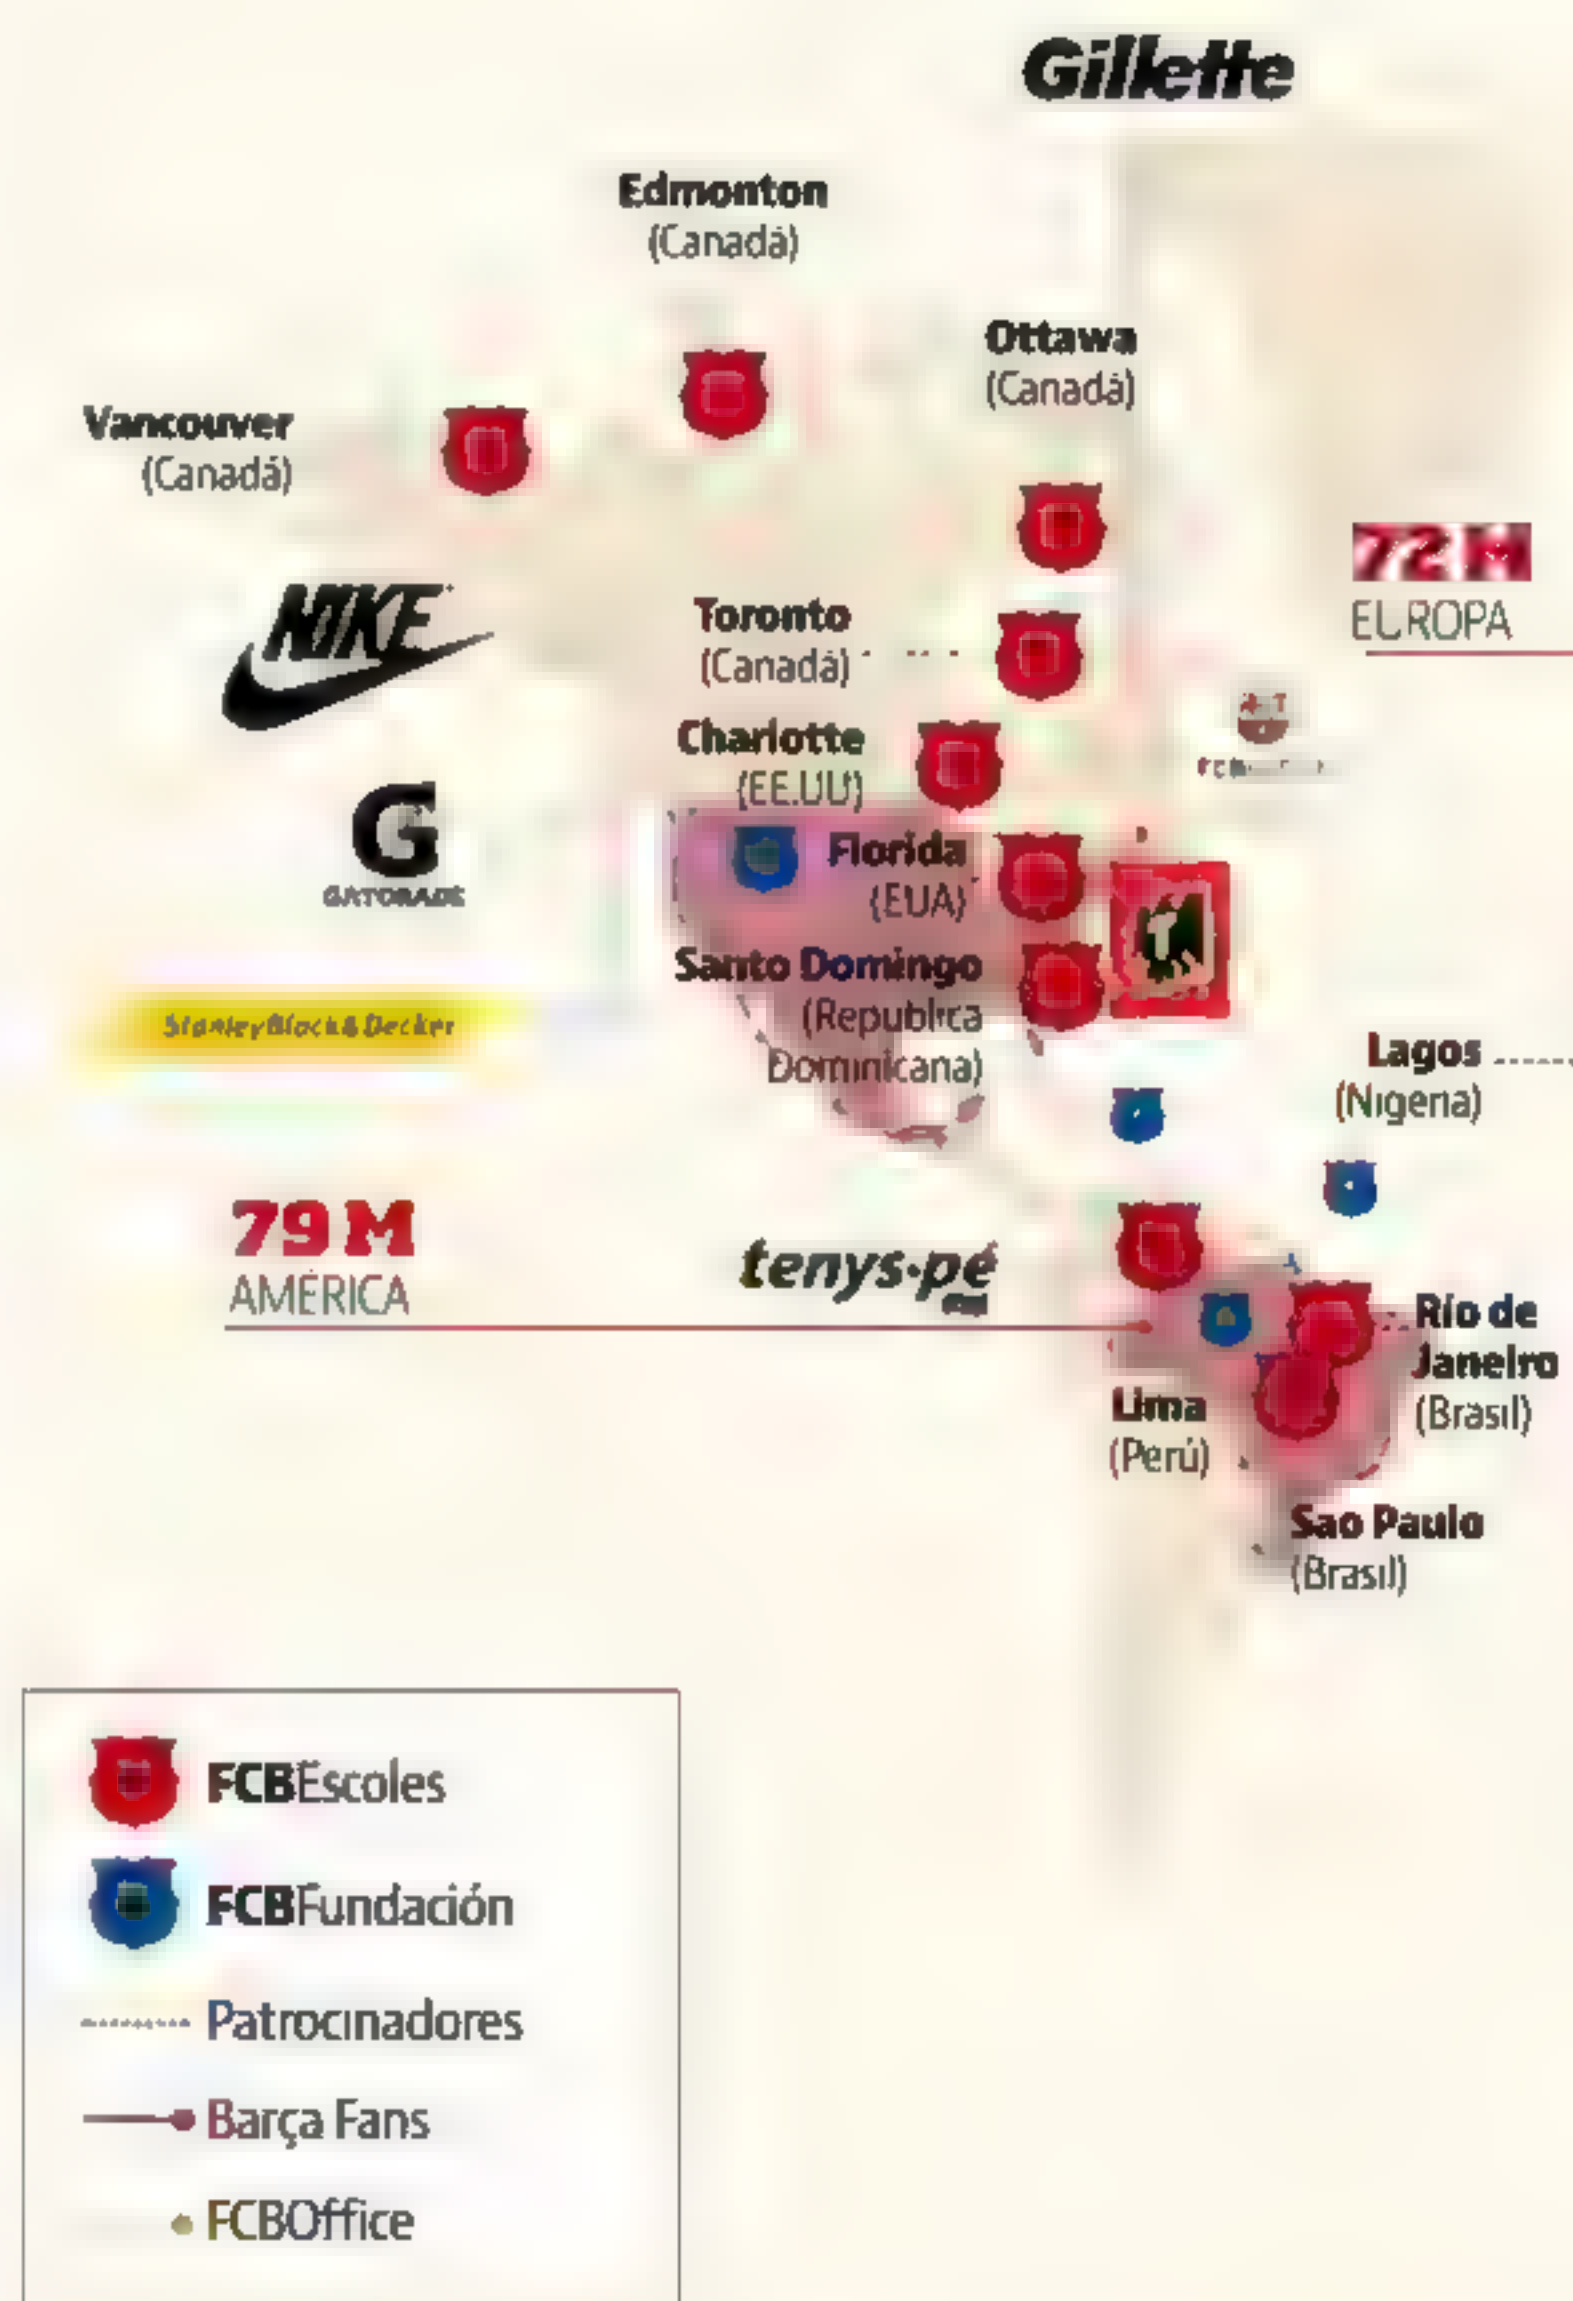 Gillette
Edmonton
(Canadá)
Ottawa
(Canadá)
Vancouver
(Canadá)
NIKE
72 M
EUROPA
Toronto
(Canadá)
Charlotte
(EE.UU)
G
GATORADE
Florida
(EUA)
Santo Domingo
(Republica
Dominicana)
Stanley Black & Decker
Lagos
(Nigeria)
79 M
AMÉRICA
tenys·pé
Río de
Janeiro
(Brasil)
Lima
(Perú)
Sao Paulo
(Brasil)
FCBEscoles
FCBFundación
Patrocinadores
Barça Fans
FCBOffice